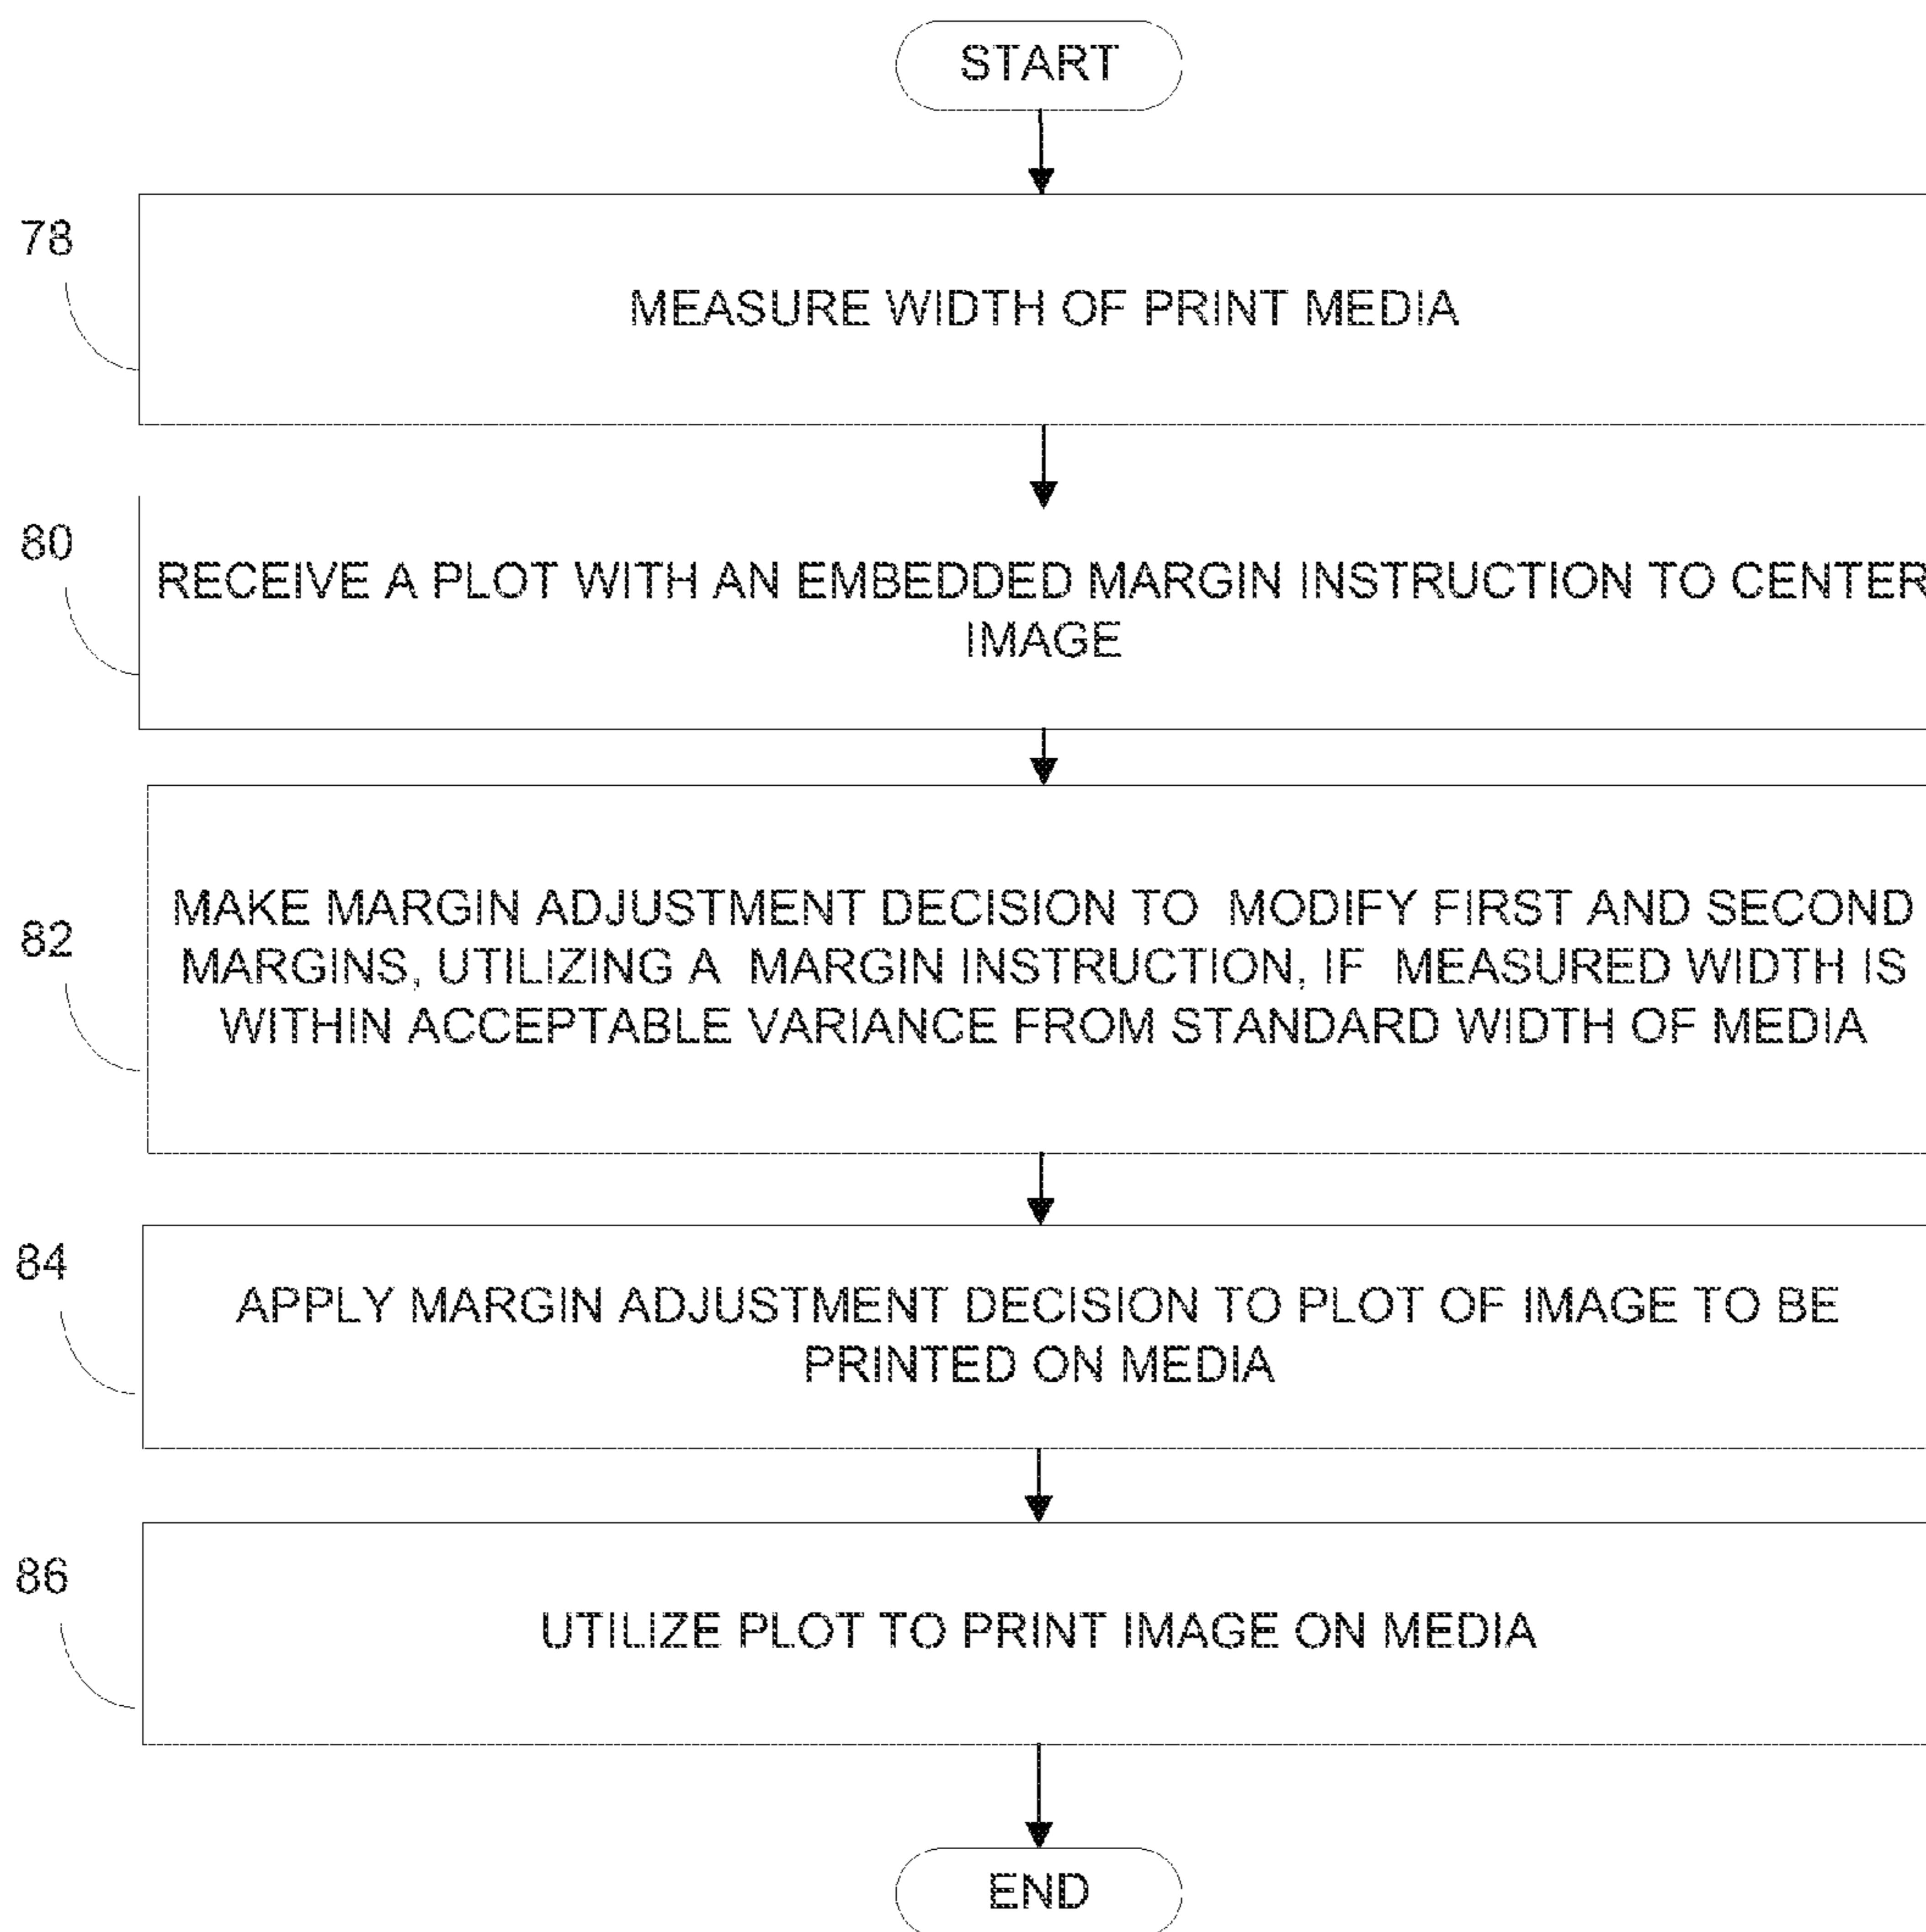 START
78
MEASURE WIDTH OF PRINT MEDIA
80
RECEIVE A PLOT WITH AN EMBEDDED MARGIN INSTRUCTION TO CENTER
IMAGE
82
MAKE MARGIN ADJUSTMENT DECISION TO MODIFY FIRST AND SECOND
MARGINS, UTILIZING A MARGIN INSTRUCTION, IF MEASURED WIDTH IS
WITHIN ACCEPTABLE VARIANCE FROM STANDARD WIDTH OF MEDIA
84
APPLY MARGIN ADJUSTMENT DECISION TO PLOT OF IMAGE TO BE
PRINTED ON MEDIA
86
UTILIZE PLOT TO PRINT IMAGE ON MEDIA
END